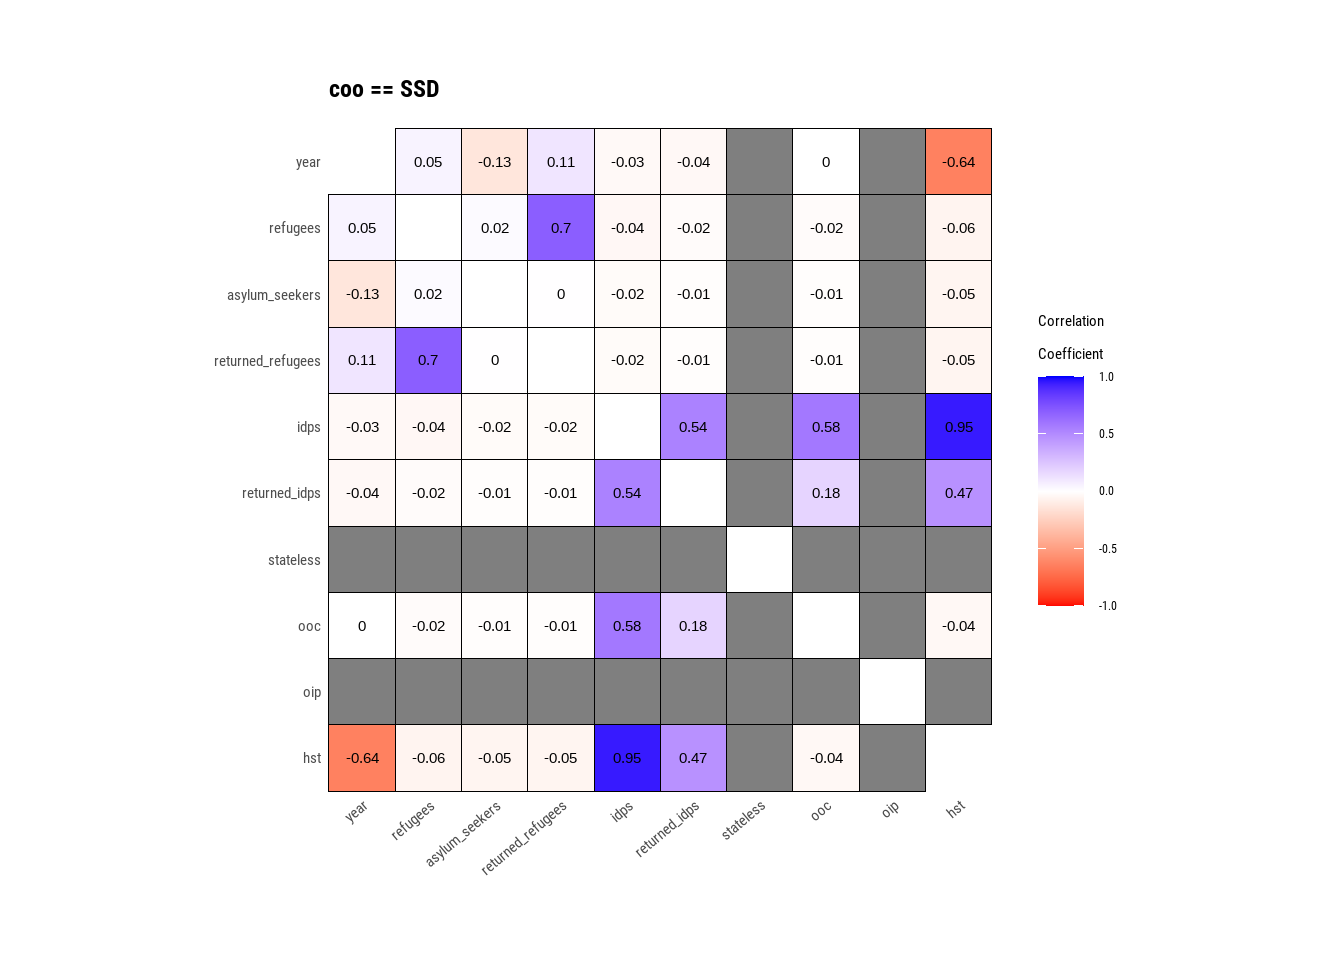 coo == SSD
year 0.05 -0.13 0.11 -0.03 -0.04 0 -0.64
refugees 0.05 0.02 0.7 -0.04 -0.02 -0.02 -0.06
asylum_seekers -0.13 0.02 0 -0.02 -0.01 -0.01 -0.05
returned_refugees 0.11 0.7 0 -0.02 -0.01 -0.01 -0.05
idps -0.03 -0.04 -0.02 -0.02 0.54 0.58 0.95
returned_idps -0.04 -0.02 -0.01 -0.01 0.54 0.18 0.47
stateless
ooc 0 -0.02 -0.01 -0.01 0.58 0.18 -0.04
oip
hst -0.64 -0.06 -0.05 -0.05 0.95 0.47 -0.04
year refugees asylum_seekers returned_refugees idps returned_idps stateless ooc oip hst
Correlation
Coefficient
1.0
0.5
0.0
-0.5
-1.0